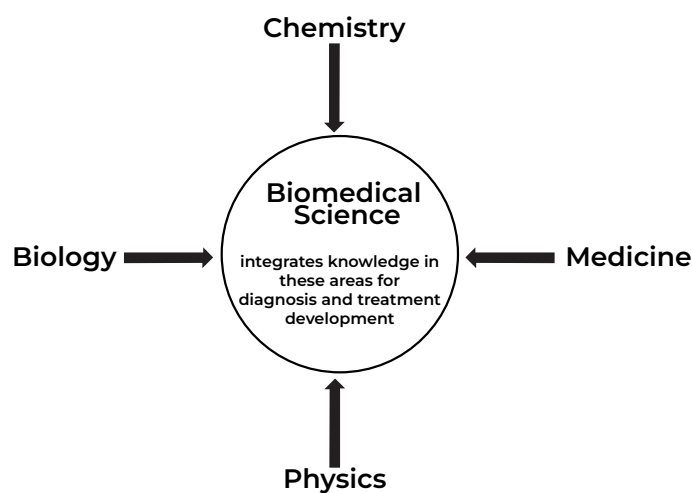 Chemistry
Biomedical
Science
Biology
integrates knowledge in
these areas for
diagnosis and treatment
development
Medicine
Physics